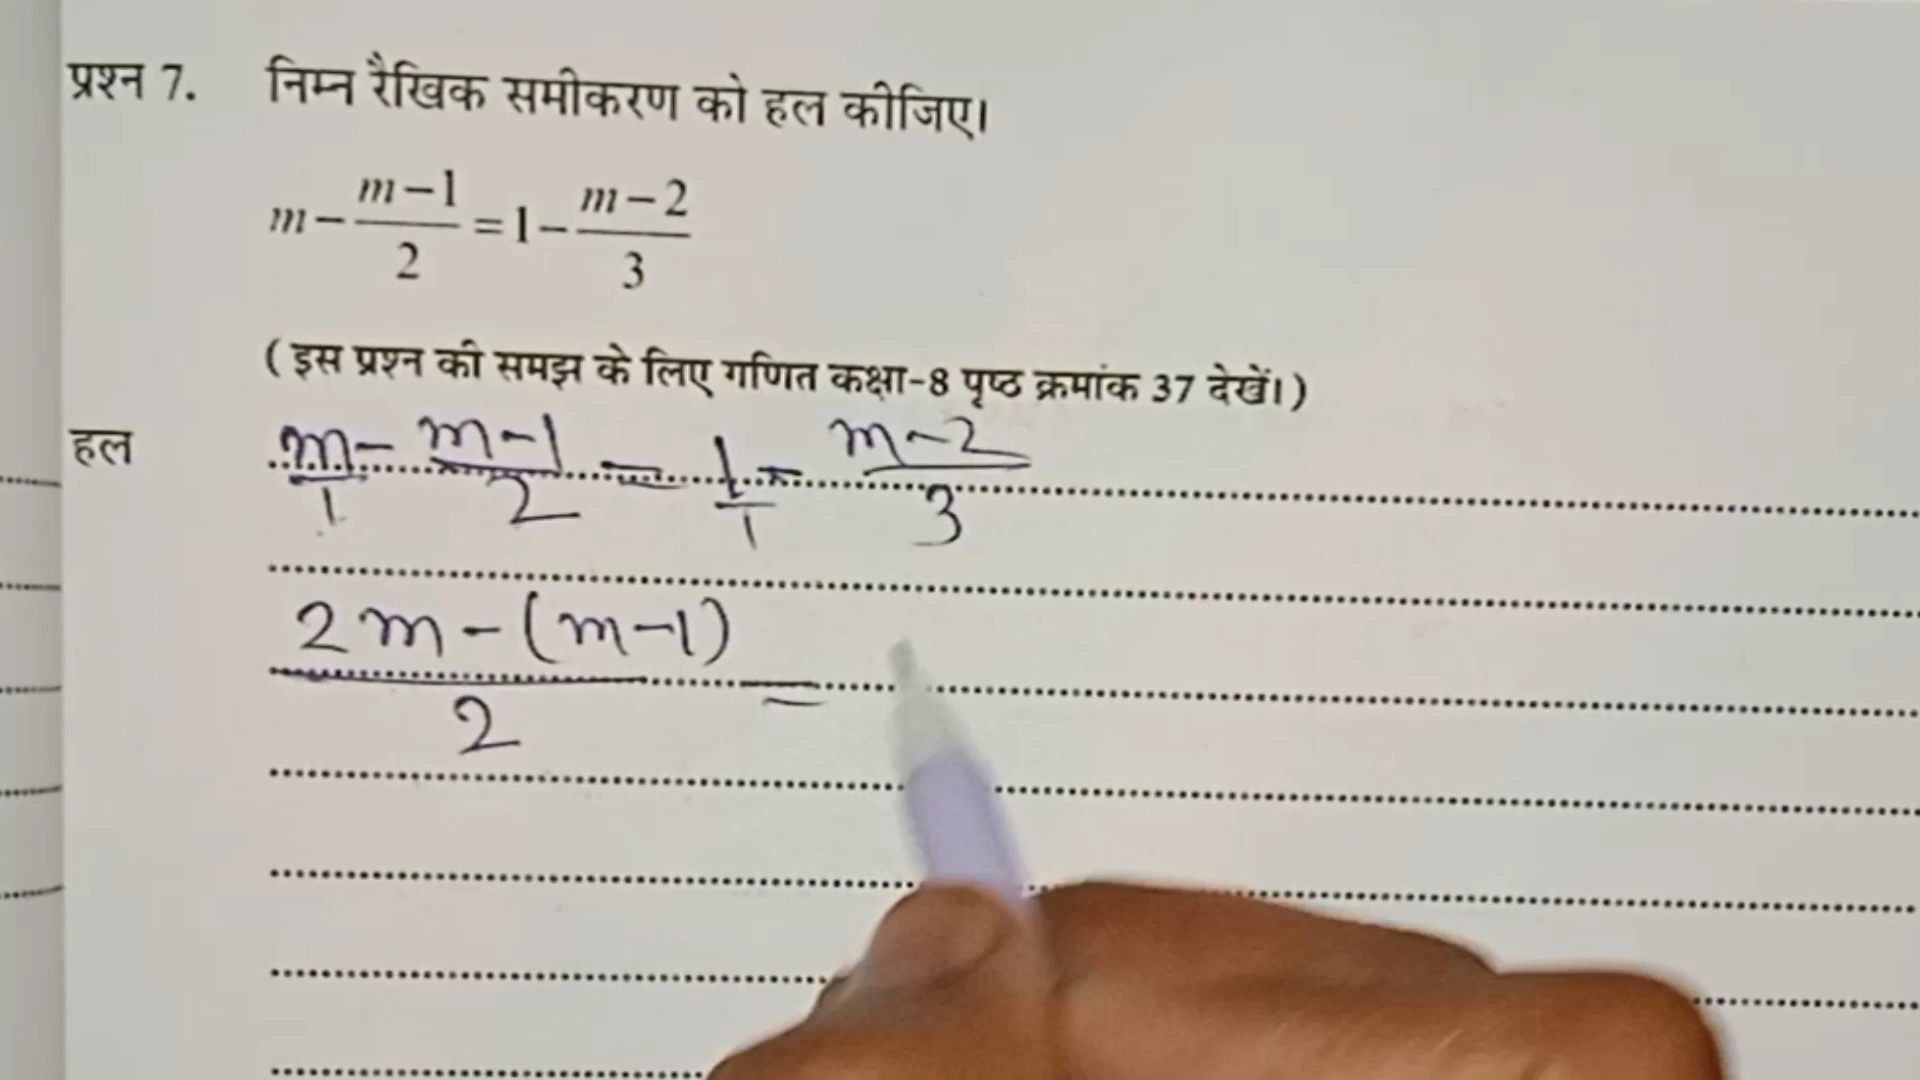 प्रश्न 7. निम्न रैखिक समीकरण को हल कीजिए।
m - (m-1)/2 = 1 - (m-2)/3
( इस प्रश्न की समझ के लिए गणित कक्षा-8 पृष्ठ क्रमांक 37 देखें। )
हल m/1 - (m-1)/2 = 1/1 - (m-2)/3
(2m-(m-1))/2 =